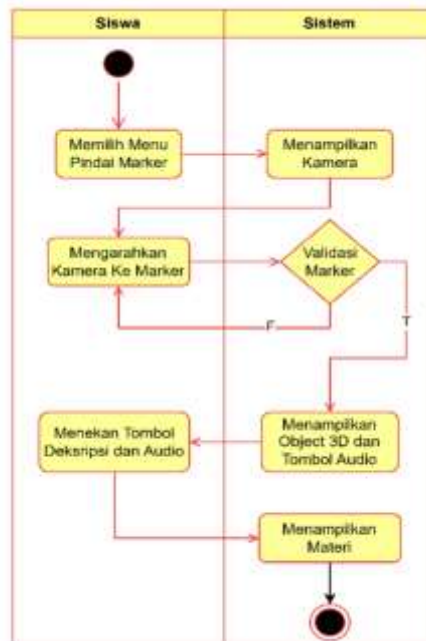 Siswa
Sistem
Memilih Menu
Pindai Marker
Menampilkan
Kamera
Mengarahkan
Kamera Ke Marker
Validasi
Marker
F
T
Menampilkan
Object 3D dan
Tombol Audio
Menekan Tombol
Deksripsi dan Audio
Menampilkan
Materi